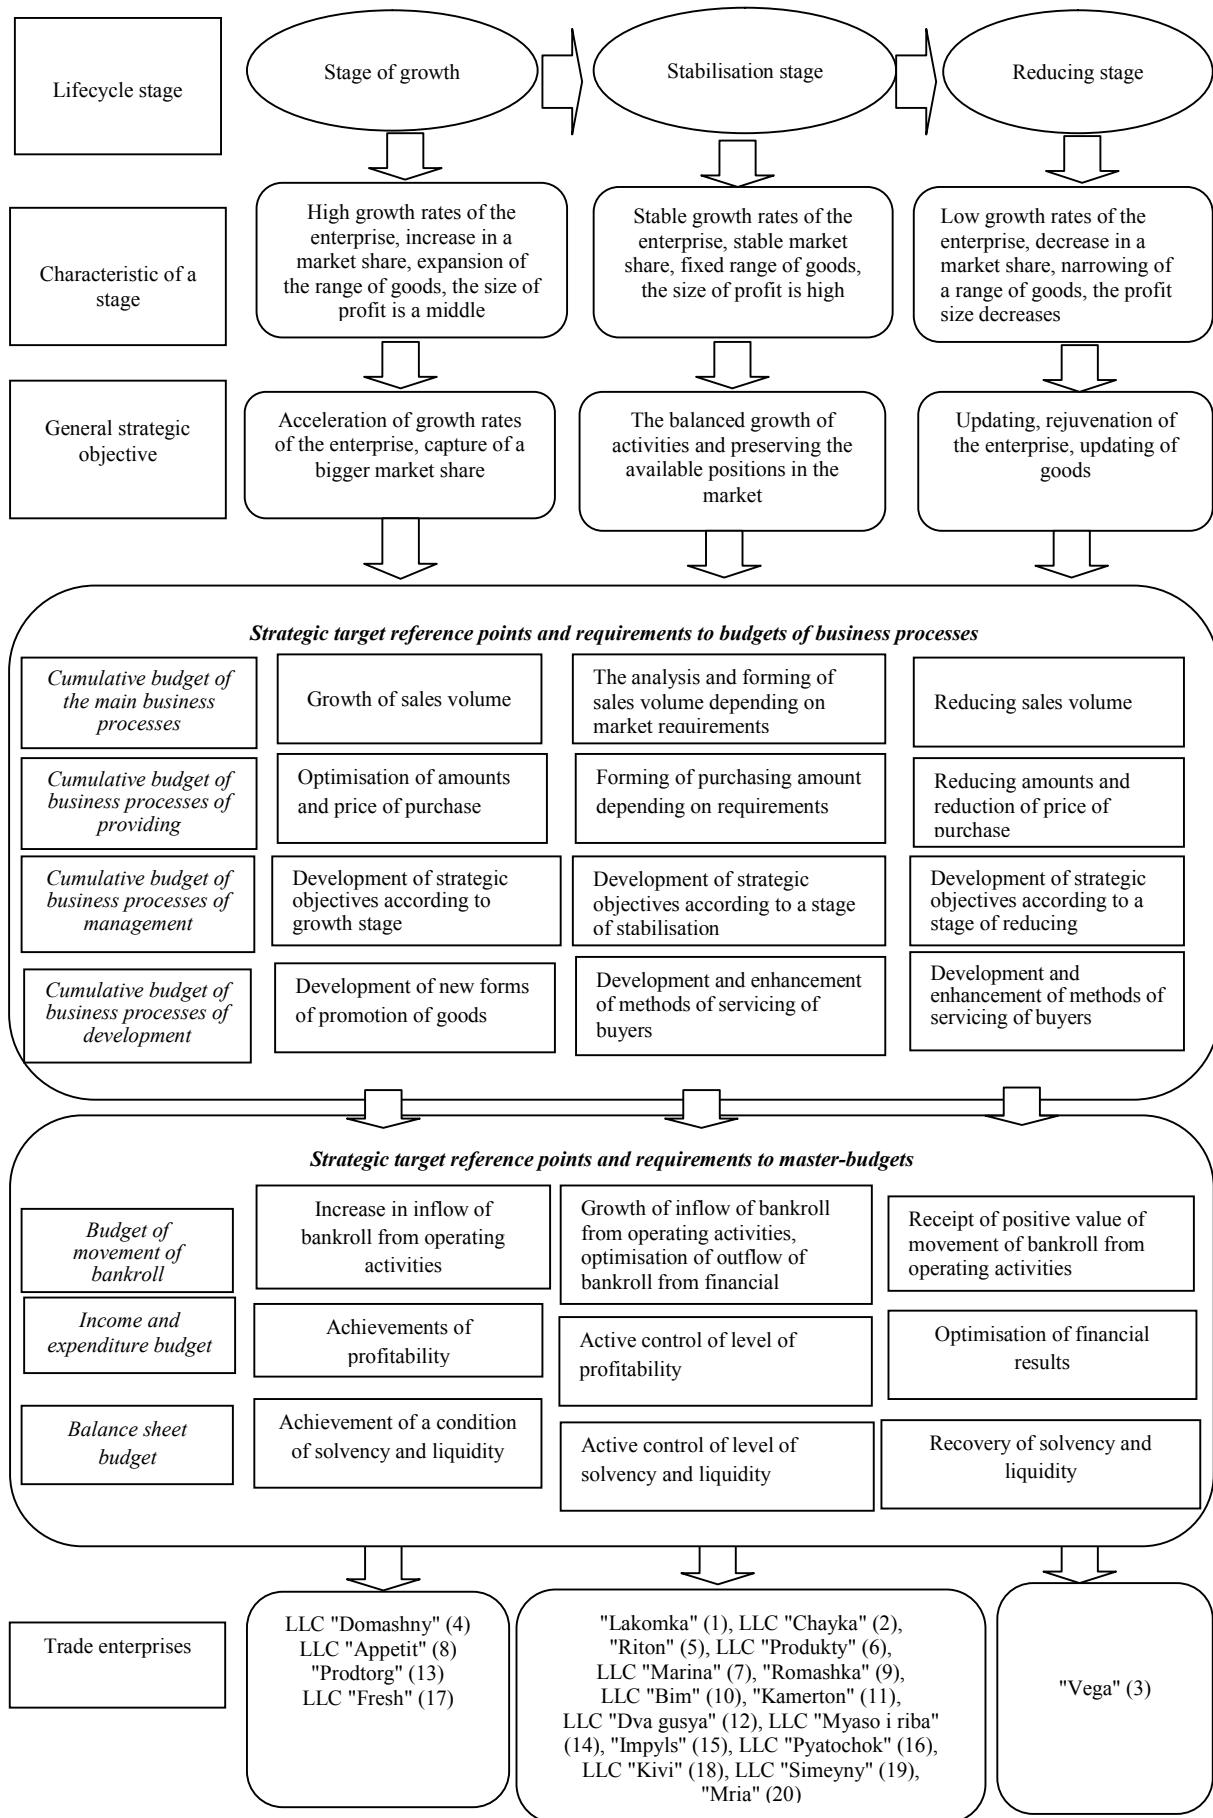 Lifecycle stage
Stage of growth
Stabilisation stage
Reducing stage
Characteristic of a
stage
High growth rates of the
enterprise, increase in a
market share, expansion of
the range of goods, the size of
profit is a middle
Stable growth rates of the
enterprise, stable market
share, fixed range of goods,
the size of profit is high
Low growth rates of the
enterprise, decrease in a
market share, narrowing of
a range of goods, the profit
size decreases
General strategic
objective
Acceleration of growth rates
of the enterprise, capture of a
bigger market share
The balanced growth of
activities and preserving the
available positions in the
market
Updating, rejuvenation of
the enterprise, updating of
goods
Strategic target reference points and requirements to budgets of business processes
Cumulative budget of
the main business
processes
Growth of sales volume
The analysis and forming of
sales volume depending on
market requirements
Reducing sales volume
Cumulative budget of
business processes of
providing
Optimisation of amounts
and price of purchase
Forming of purchasing amount
depending on requirements
Reducing amounts and
reduction of price of
purchase
Cumulative budget of
business processes of
management
Development of strategic
objectives according to
growth stage
Development of strategic
objectives according to a stage
of stabilisation
Development of strategic
objectives according to a
stage of reducing
Cumulative budget of
business processes of
development
Development of new forms
of promotion of goods
Development and enhancement
of methods of servicing of
buyers
Development and
enhancement of methods of
servicing of buyers
Strategic target reference points and requirements to master-budgets
Budget of
movement of
bankroll
Increase in inflow of
bankroll from operating
activities
Growth of inflow of bankroll
from operating activities,
optimisation of outflow of
bankroll from financial
Receipt of positive value of
movement of bankroll from
operating activities
Income and
expenditure budget
Achievements of
profitability
Active control of level of
profitability
Optimisation of financial
results
Balance sheet
budget
Achievement of a condition
of solvency and liquidity
Active control of level of
solvency and liquidity
Recovery of solvency and
liquidity
Trade enterprises
LLC "Domashny" (4)
LLC "Appetit" (8)
"Prodtorg" (13)
LLC "Fresh" (17)
"Lakomka" (1), LLC "Chayka" (2),
"Riton" (5), LLC "Produkty" (6),
LLC "Marina" (7), "Romashka" (9),
LLC "Bim" (10), "Kamerton" (11),
LLC "Dva gusya" (12), LLC "Myaso i riba"
(14), "Impyls" (15), LLC "Pyatochok" (16),
LLC "Kivi" (18), LLC "Simeyny" (19),
"Mria" (20)
"Vega" (3)